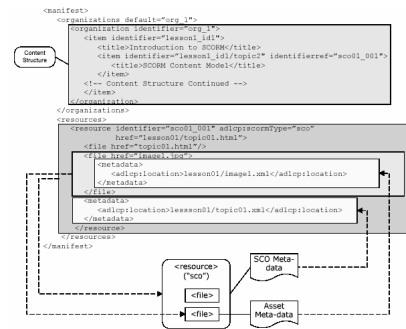 <manifest>
<organizations default="org_1">
<organization identifier="org_1">
<item identifier="lesson1_id1">
<title>Introduction to SCORM</title>
<item identifier="lesson1_id1/topic2" identifierref="sco01_001">
<title>SCORM Content Model</title>
</item>
<!-- Content Structure Continued -->
</item>
</organization>
</organizations>
Content
Structure
<resources>
<resource identifier="sco01_001" adlcp:scormType="sco"
href="lesson01/topic01.html">
<file href="topic01.html"/>
<file href="image1.jpg">
<metadata>
<adlcp:location>lesson01/image1.xml</adlcp:location>
</metadata>
</file>
<metadata>
<adlcp:location>lessson01/topic01.xml</adlcp:location>
</metadata>
</resource>
</resources>
</manifest>
<resource>
("sco")
<file>
<file>
SCO Meta-
data
Asset
Meta-data